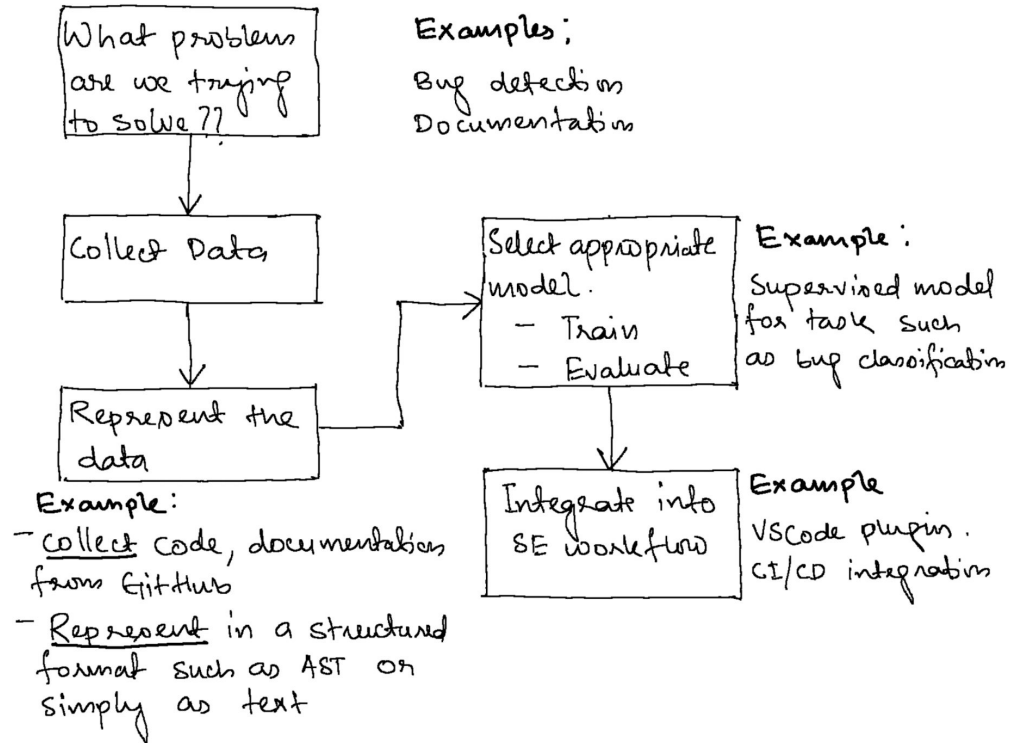 What problem
are we trying
to solve??
Examples:
Bug detection
Documentation
Collect Data
Represent the
data
Example:
- collect code, documentation
from GitHub
- Represent in a structured
format such as AST or
simply as text
Select appropriate
model.
- Train
- Evaluate
Example:
Supervised model
for task such
as bug classification
Integrate into
SE workflow
Example
VSCode plugin.
CI/CD integration